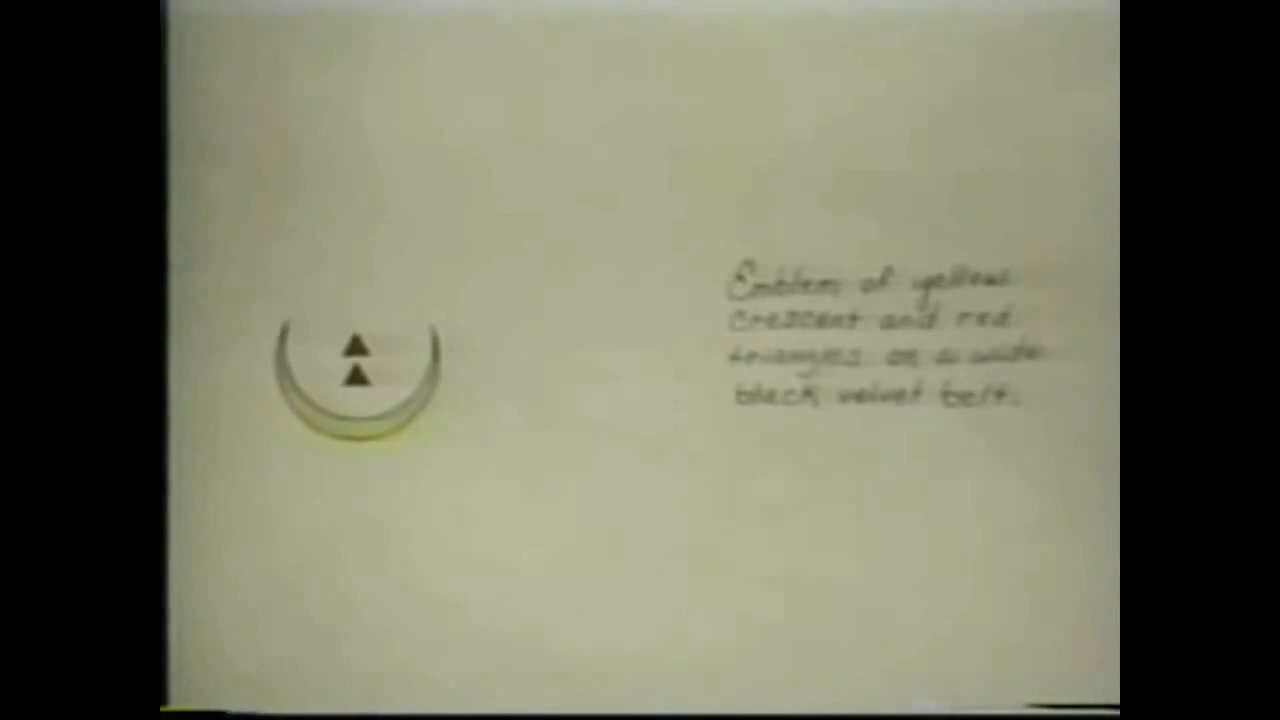 Emblem of yellow
crescent and red
triangles on a wide
black velvet belt.